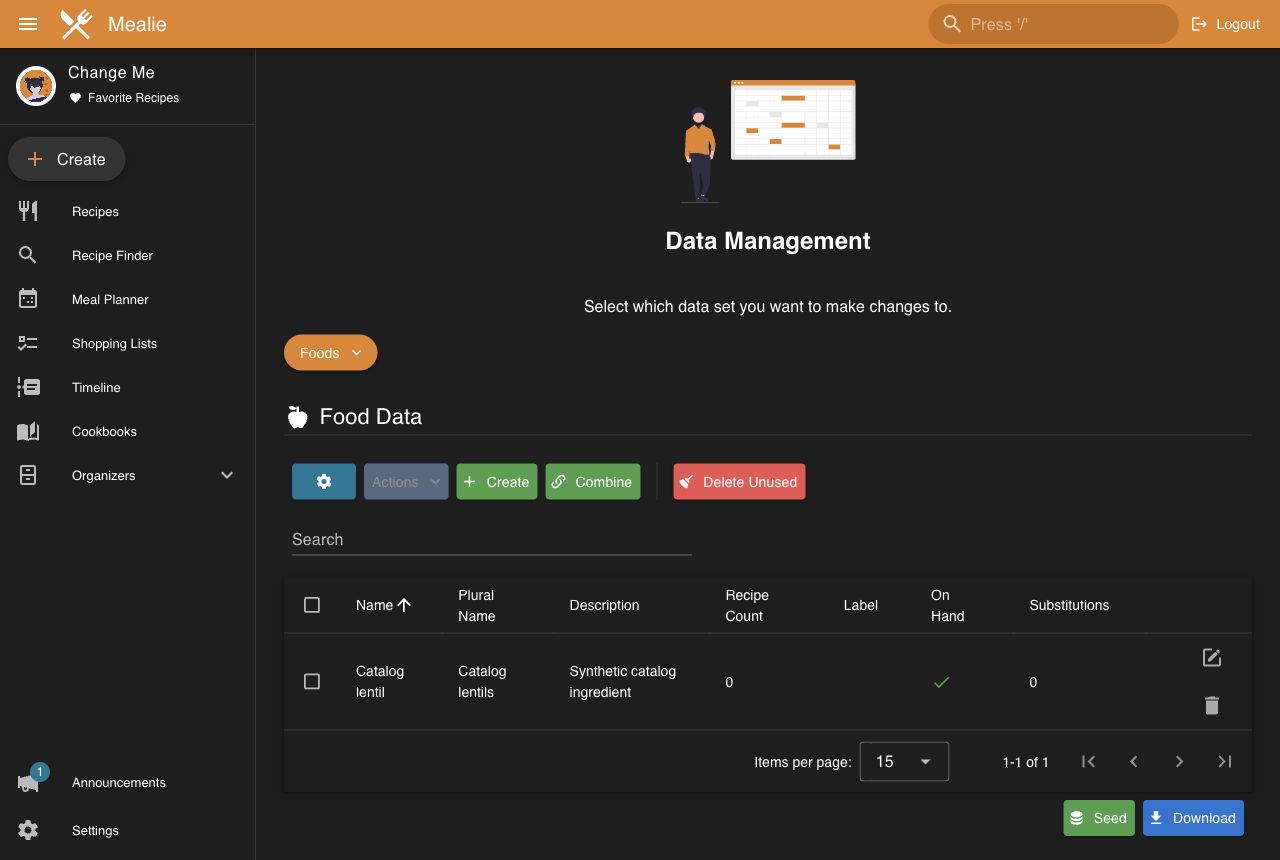 Mealie
Press '/'
Logout
Change Me
Favorite Recipes
Create
Recipes
Recipe Finder
Meal Planner
Shopping Lists
Timeline
Cookbooks
Organizers
1
Announcements
Settings
Data Management
Select which data set you want to make changes to.
Foods
Food Data
Actions
Create
Combine
Delete Unused
Search
Name
Plural
Name
Description
Recipe
Count
Label
On
Hand
Substitutions
Catalog
lentil
Catalog
lentils
Synthetic catalog
ingredient
0
0
Items per page:
15
1-1 of 1
Seed
Download